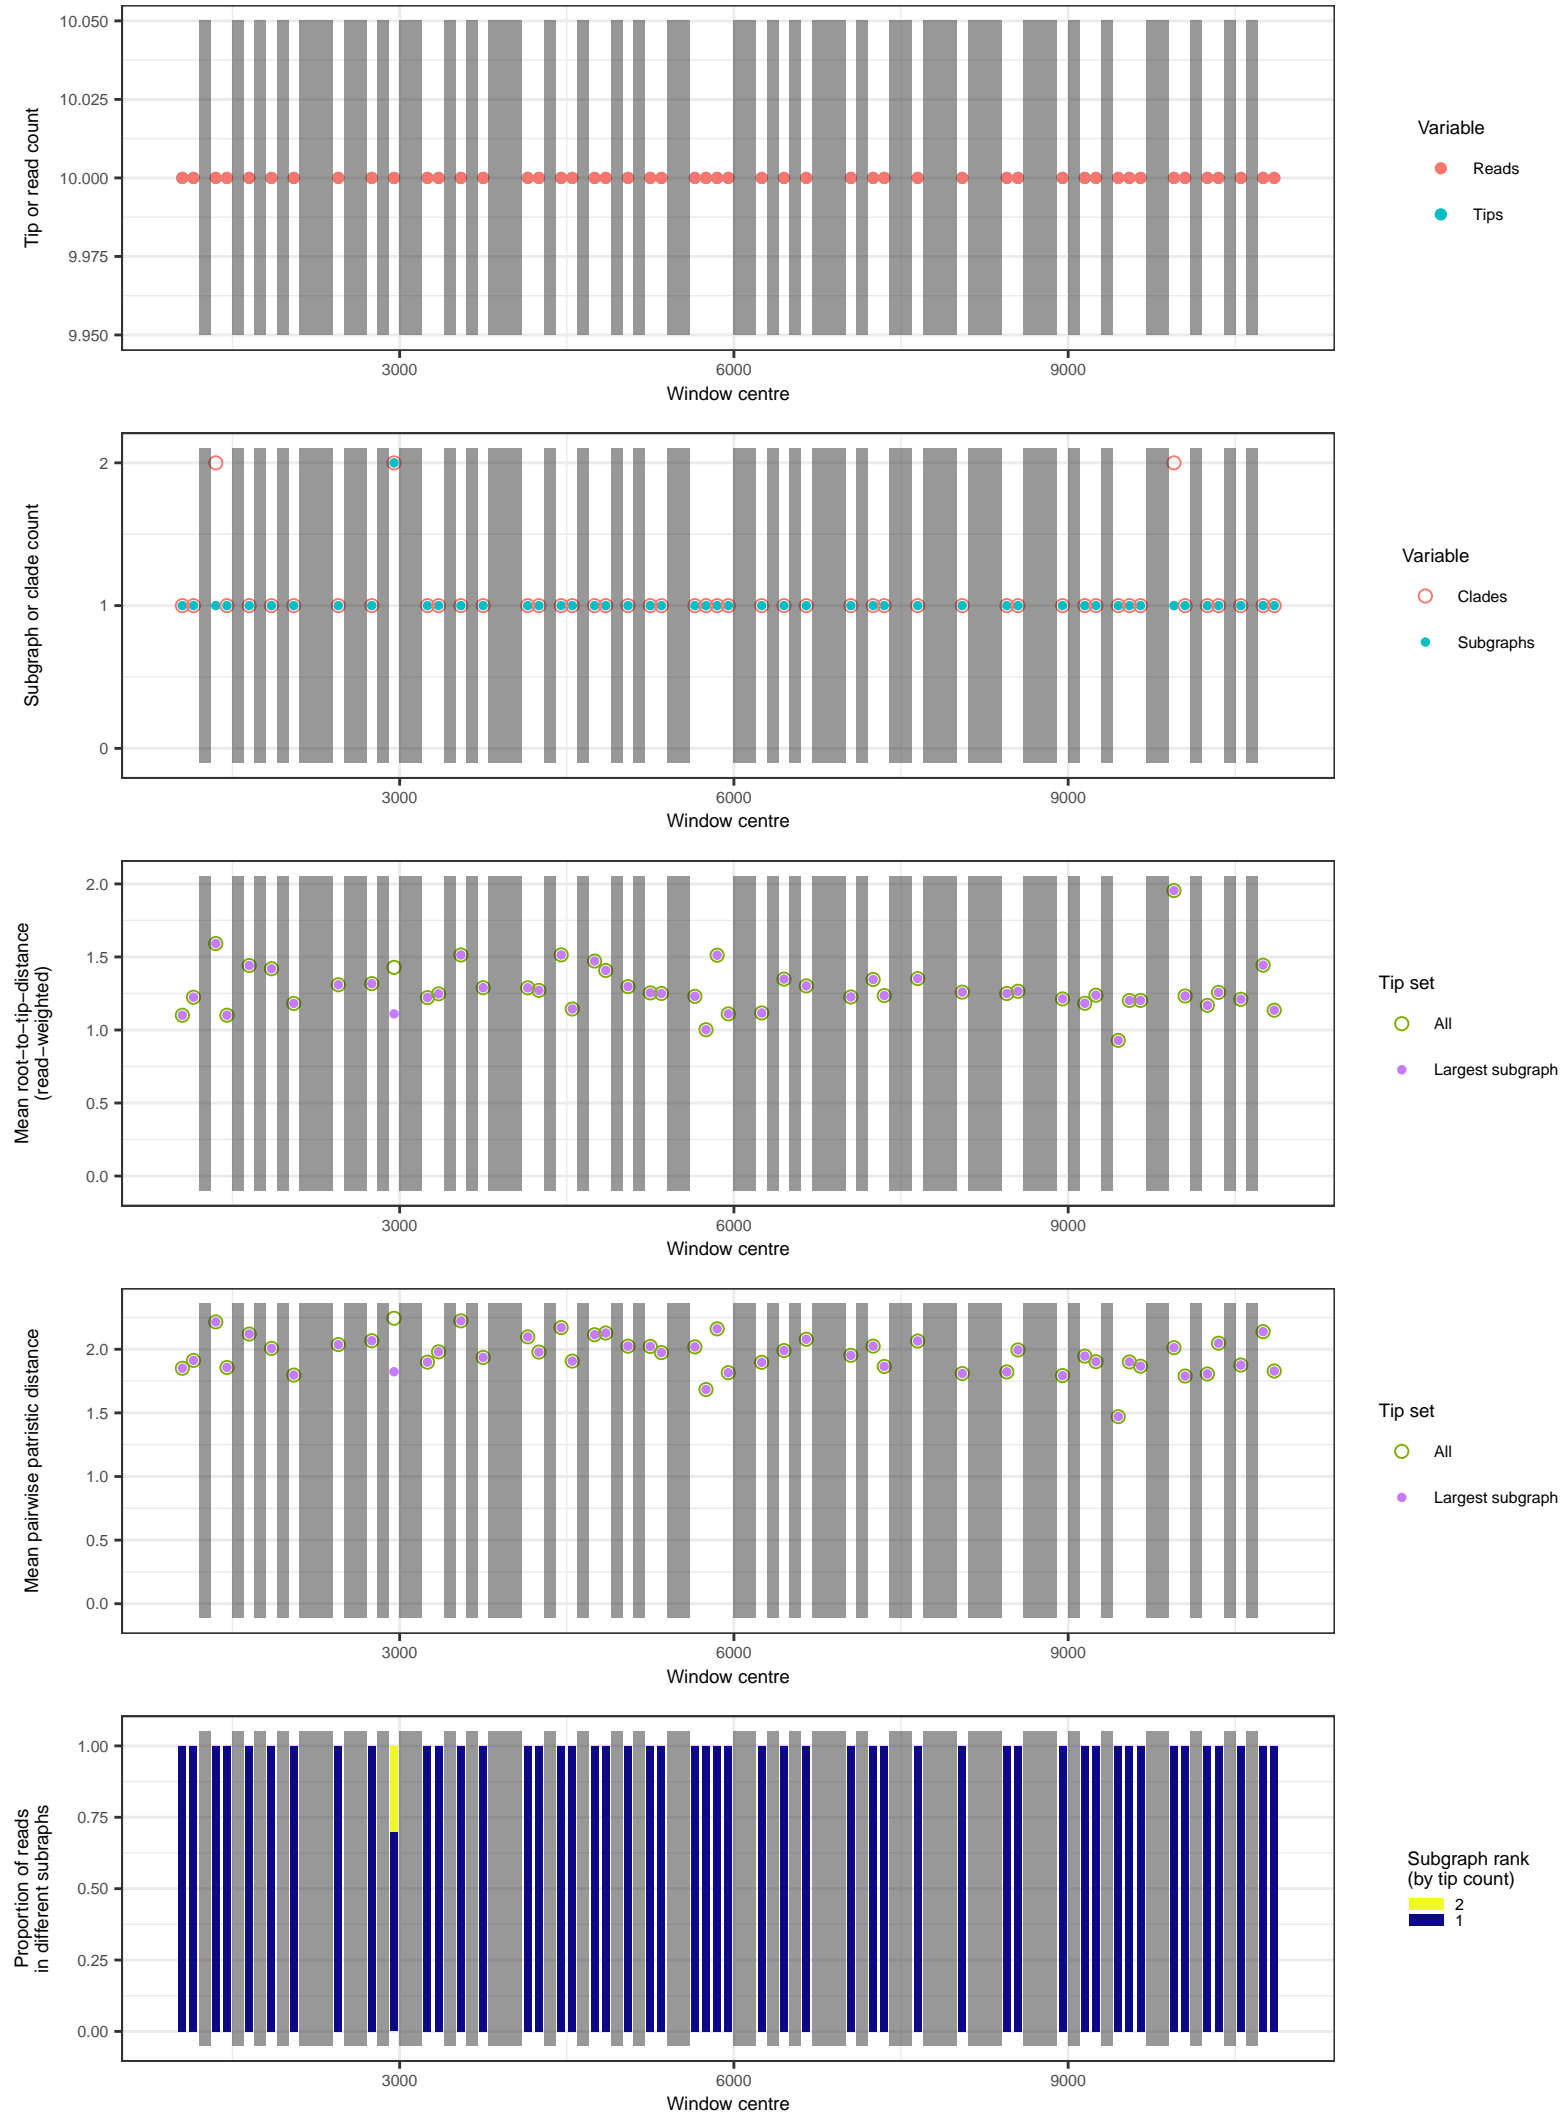 10.050
10.025
10.000
9.975
9.950
Tip or read count
3000
6000
9000
Window centre
Variable
Reads
Tips
2
1
0
Subgraph or clade count
3000
6000
9000
Window centre
Variable
Clades
Subgraphs
2.0
1.5
1.0
0.5
0.0
Mean root−to−tip−distance
(read−weighted)
3000
6000
9000
Window centre
Tip set
All
Largest subgraph
2.0
1.5
1.0
0.5
0.0
Mean pairwise patristic distance
3000
6000
9000
Window centre
Tip set
All
Largest subgraph
1.00
0.75
0.50
0.25
0.00
Proportion of reads
in different subraphs
3000
6000
9000
Window centre
Subgraph rank
(by tip count)
2
1